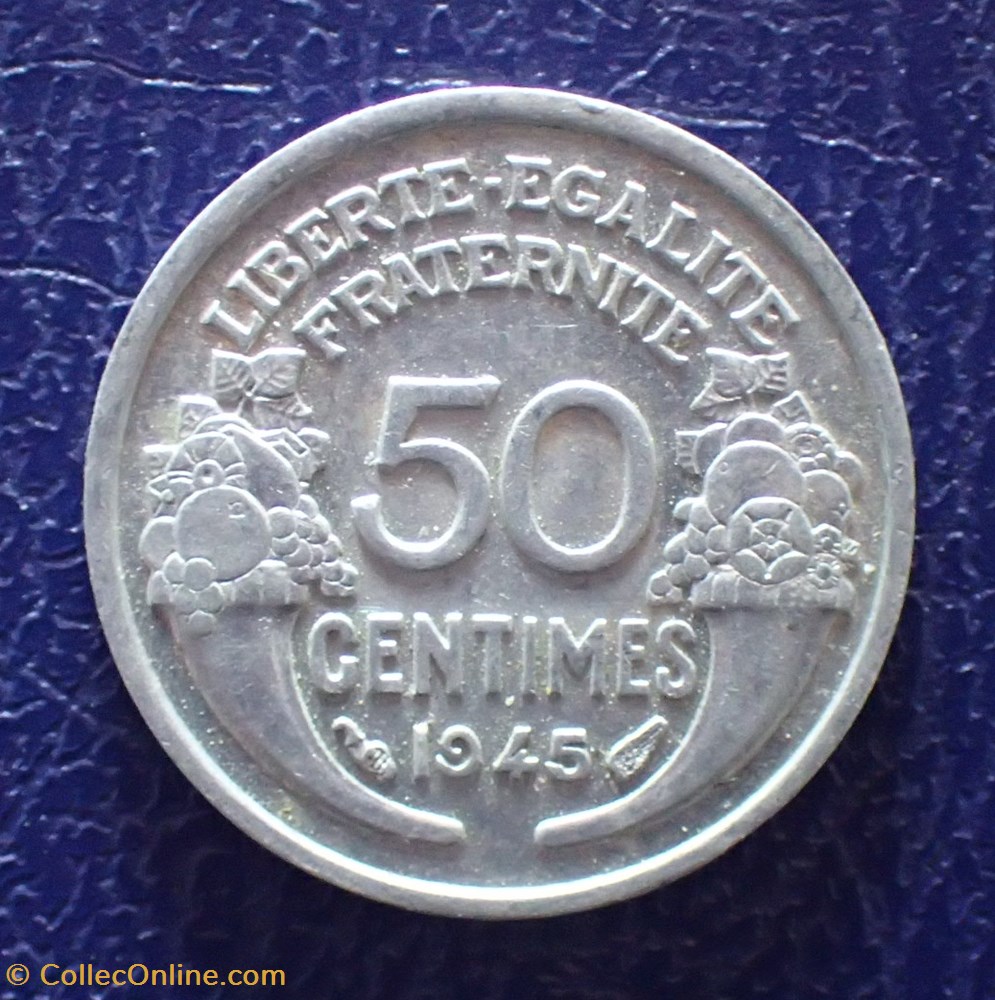 LIBERTE-EGALITE
FRATERNITE
50
CENTIMES
1945
© CollecOnline.com